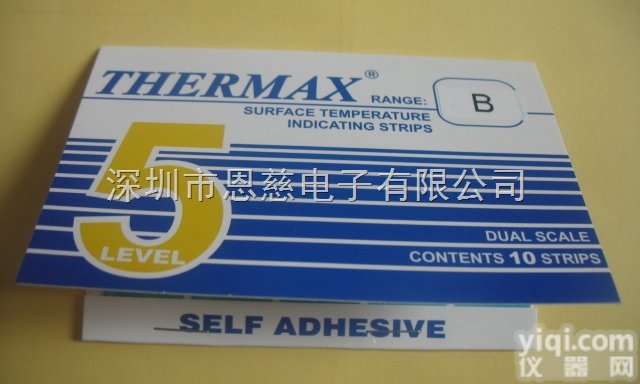 THERMAX® RANGE: B
SURFACE TEMPERATURE
INDICATING STRIPS
5
LEVEL
深圳市恩慈电子有限公司
DUAL SCALE
CONTENTS 10 STRIPS
SELF ADHESIVE
yiqi.com
仪器网